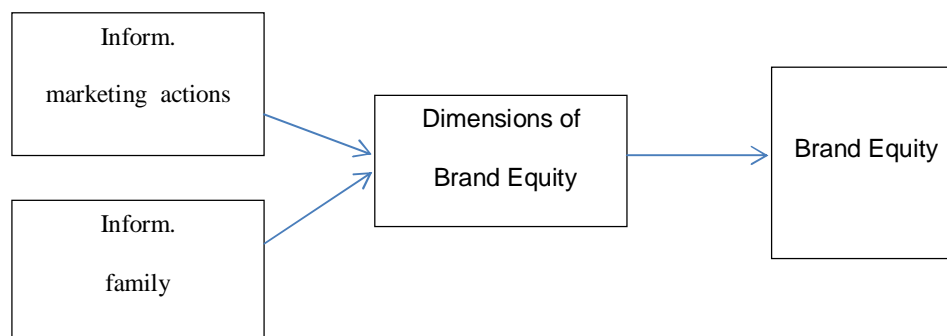 Inform.
marketing actions
Inform.
family
Dimensions of
Brand Equity
Brand Equity